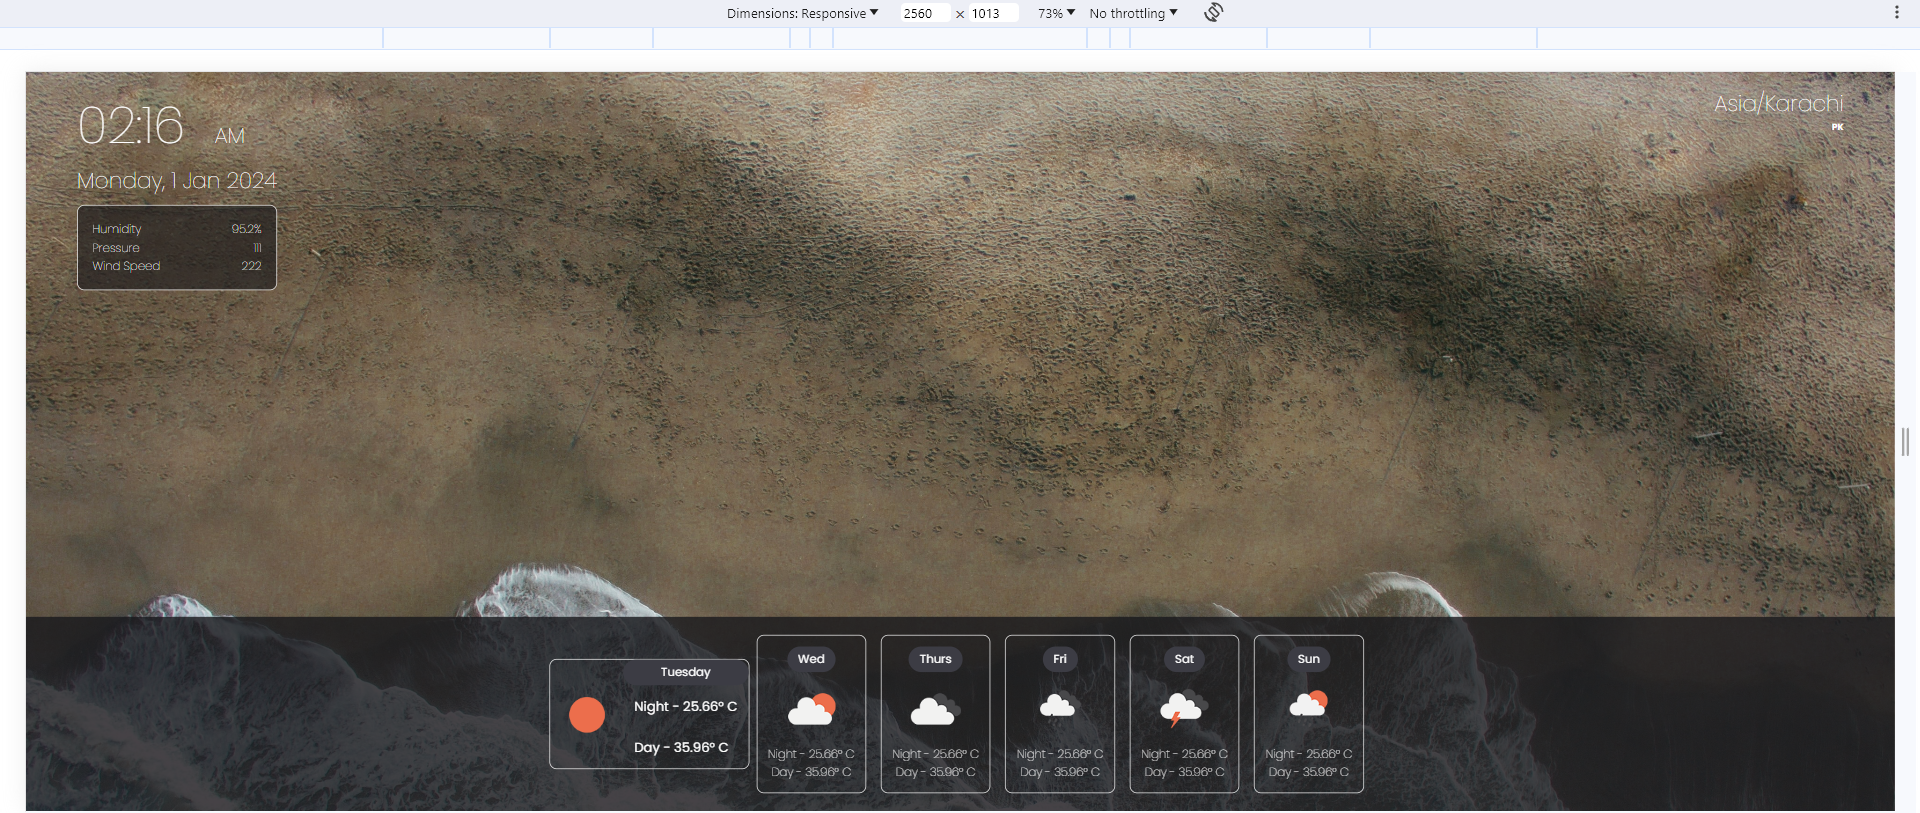 Dimensions: Responsive 2560 × 1013 73% No throttling
02:16 AM
Asia/Karachi
PK
Monday, 1 Jan 2024
Humidity 95.2%
Pressure 111
Wind Speed 222
Tuesday
Night - 25.66° C
Day - 35.96° C
Wed
Night - 25.66° C
Day - 35.96° C
Thurs
Night - 25.66° C
Day - 35.96° C
Fri
Night - 25.66° C
Day - 35.96° C
Sat
Night - 25.66° C
Day - 35.96° C
Sun
Night - 25.66° C
Day - 35.96° C